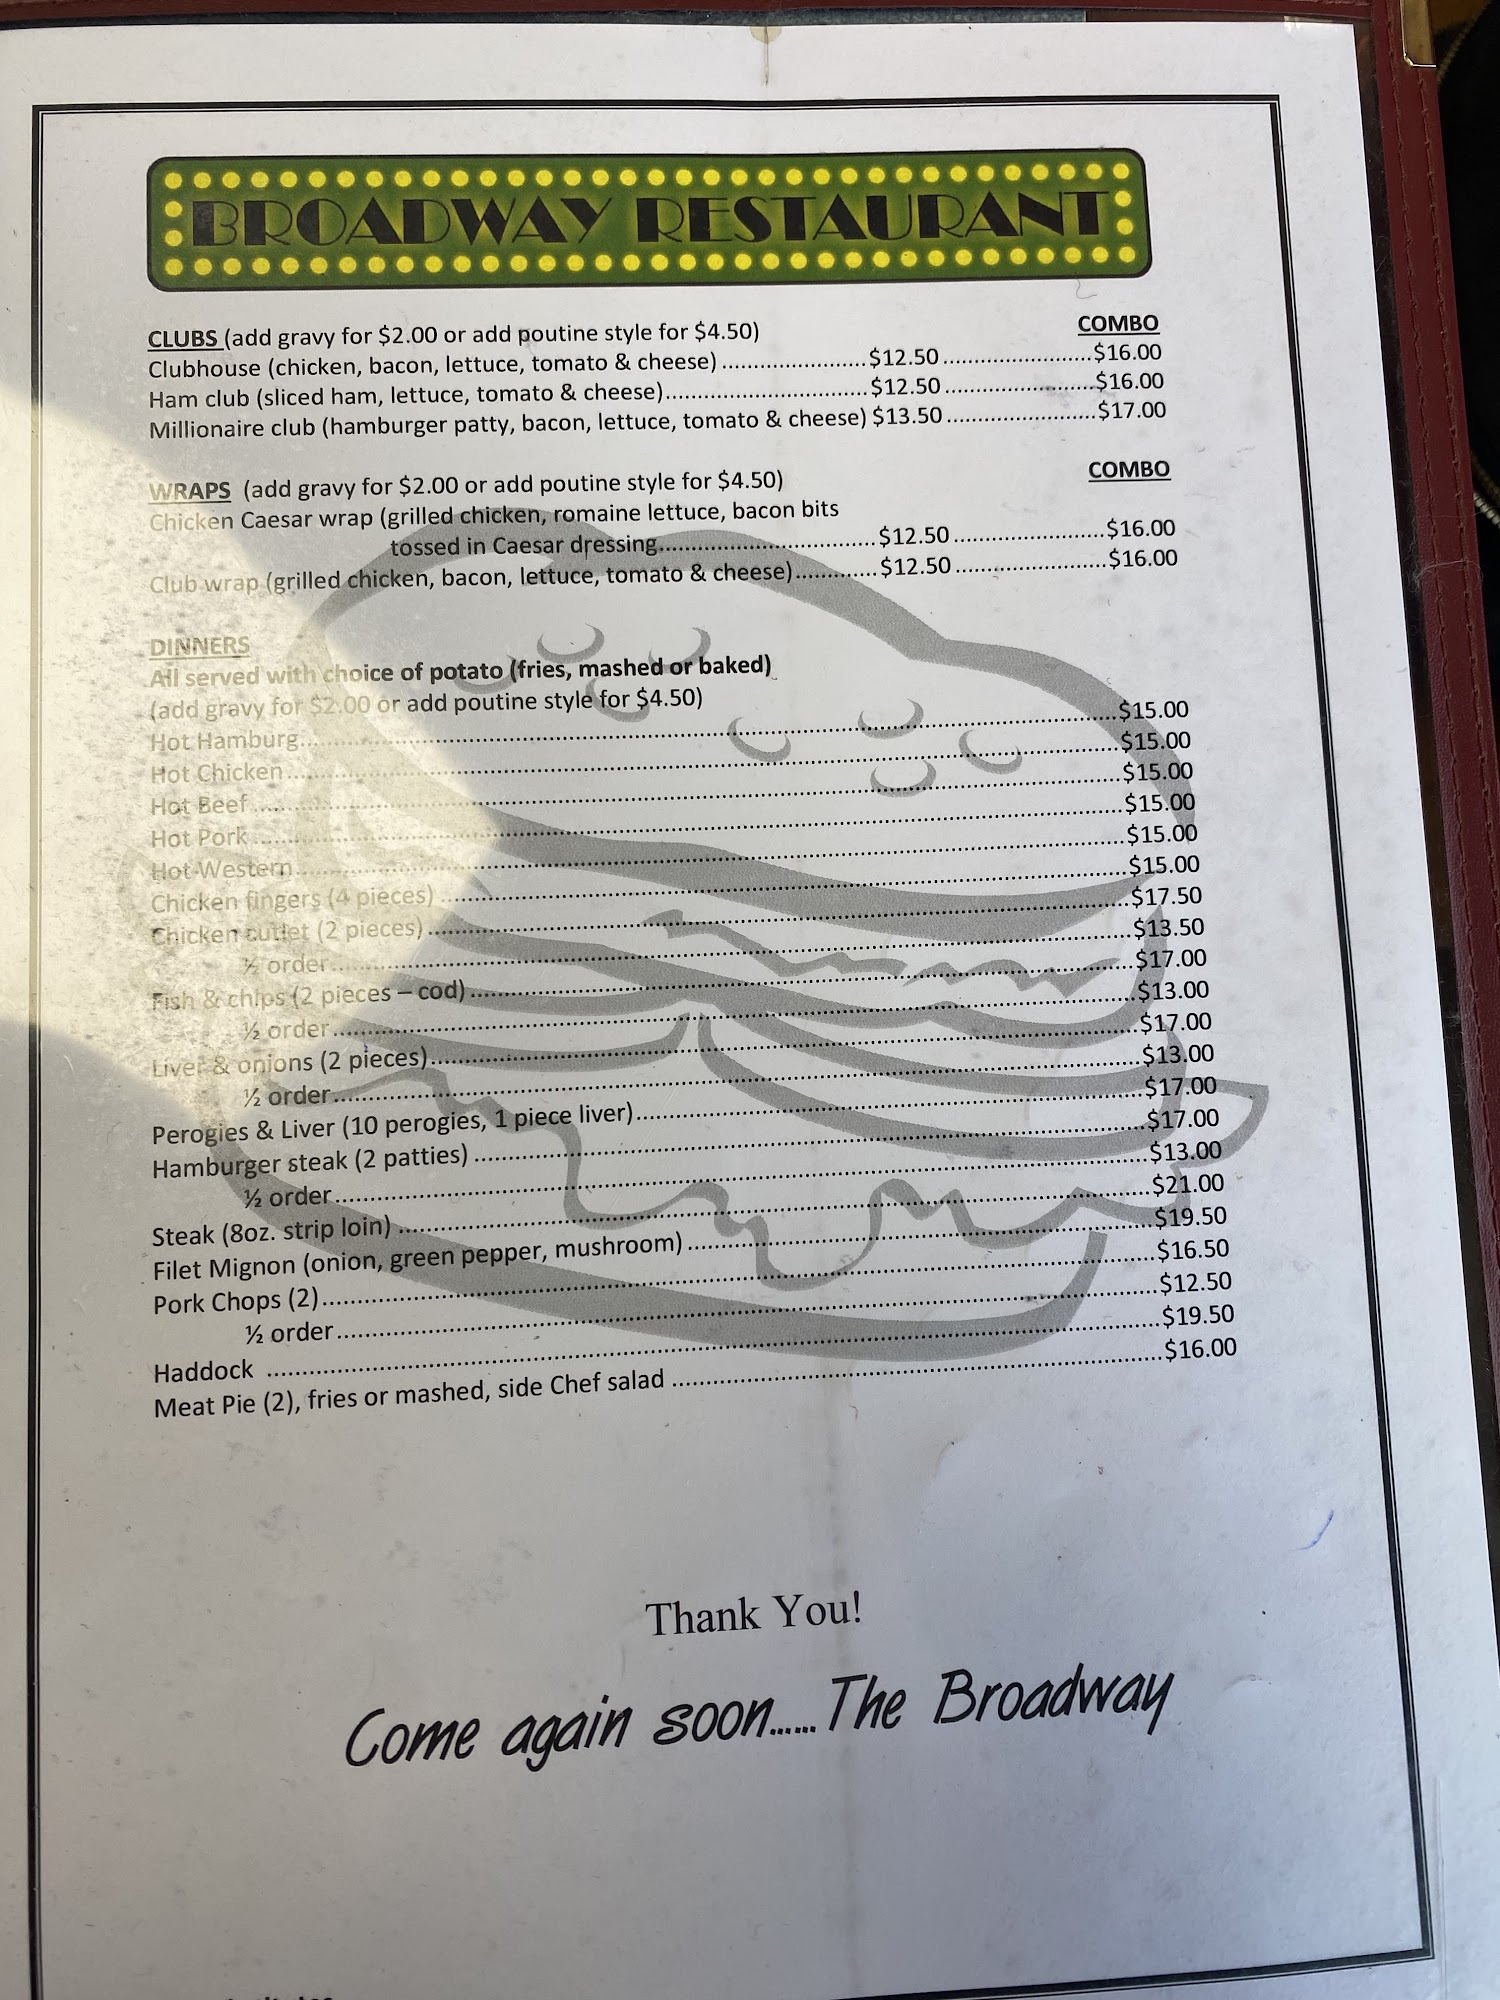 BROADWAY RESTAURANT
CLUBS (add gravy for $2.00 or add poutine style for $4.50) COMBO
Clubhouse (chicken, bacon, lettuce, tomato & cheese) ..................... $12.50 ...................... $16.00
Ham club (sliced ham, lettuce, tomato & cheese).............................. $12.50 ...................... $16.00
Millionaire club (hamburger patty, bacon, lettuce, tomato & cheese) $13.50 ...................... $17.00
WRAPS (add gravy for $2.00 or add poutine style for $4.50) COMBO
Chicken Caesar wrap (grilled chicken, romaine lettuce, bacon bits
tossed in Caesar dressing................................ $12.50 ...................... $16.00
Club wrap (grilled chicken, bacon, lettuce, tomato & cheese)............ $12.50 ...................... $16.00
DINNERS
All served with choice of potato (fries, mashed or baked)
(add gravy for $2.00 or add poutine style for $4.50)
Hot Hamburg.......... $15.00
Hot Chicken .......... $15.00
Hot Beef .......... $15.00
Hot Pork .......... $15.00
Hot Western.......... $15.00
Chicken fingers (4 pieces) .......... $15.00
Chicken cutlet (2 pieces) .......... $17.50
½ order.......... $13.50
Fish & chips (2 pieces – cod) .......... $17.00
½ order.......... $13.00
Liver & onions (2 pieces).......... $17.00
½ order.......... $13.00
Perogies & Liver (10 perogies, 1 piece liver).......... $17.00
Hamburger steak (2 patties) .......... $17.00
½ order.......... $13.00
Steak (8oz. strip loin) .......... $21.00
Filet Mignon (onion, green pepper, mushroom) .......... $19.50
Pork Chops (2).......... $16.50
½ order.......... $12.50
Haddock .......... $19.50
Meat Pie (2), fries or mashed, side Chef salad .......... $16.00
Thank You!
Come again soon......The Broadway